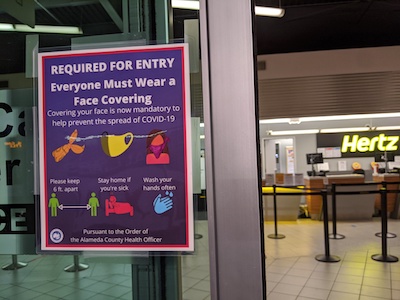 REQUIRED FOR ENTRY
Everyone Must Wear a
Face Covering
Covering your face is now mandatory to
help prevent the spread of COVID-19
Please keep
6 ft. apart
Stay home if
you're sick
Wash your
hands often
Pursuant to the Order of
the Alameda County Health Officer
Hertz